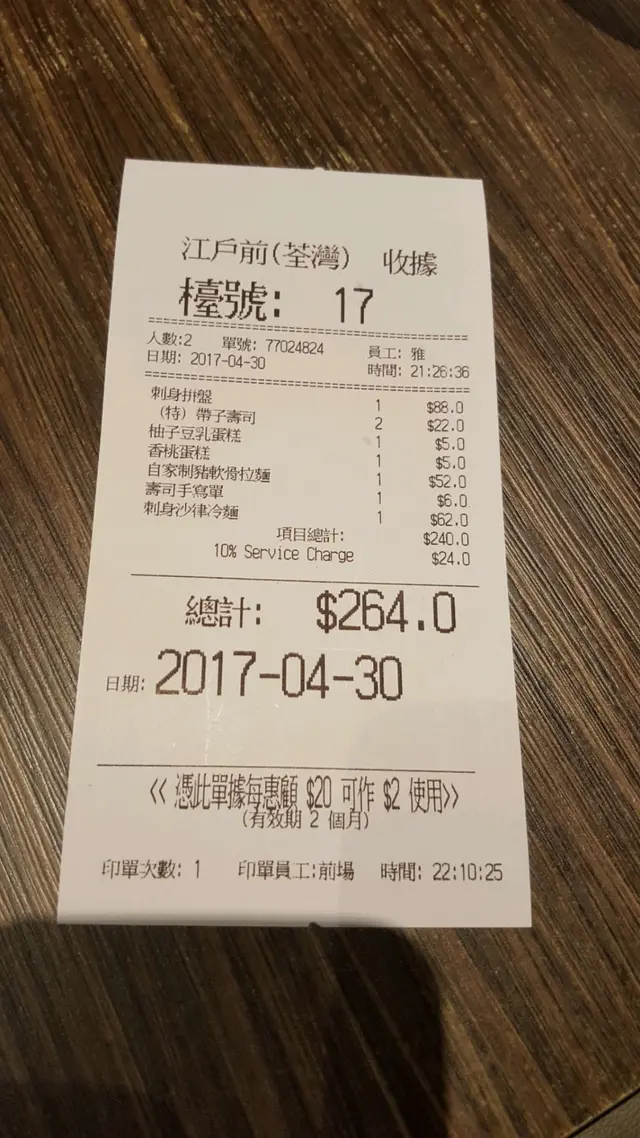 江戶前(荃灣) 收據
檯號: 17
人數:2 單號: 77024824 員工: 雅
日期: 2017-04-30 時間: 21:26:36
刺身拼盤 1 $88.0
(特) 帶子壽司 2 $22.0
柚子豆乳蛋糕 1 $5.0
香桃蛋糕 1 $5.0
自家制豬軟骨拉麵 1 $52.0
壽司手寫單 1 $6.0
刺身沙律冷麵 1 $62.0
項目總計: $240.0
10% Service Charge $24.0
總計: $264.0
日期: 2017-04-30
<< 憑此單據每惠顧 $20 可作 $2 使用>>
(有效期 2 個月)
印單次數: 1 印單員工:前場 時間: 22:10:25